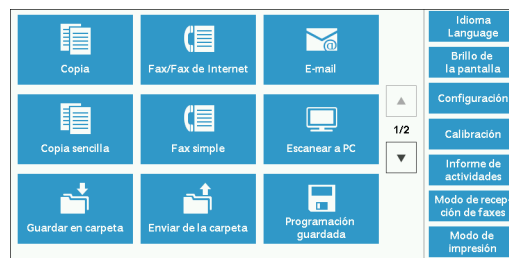 Copia
Fax/Fax de Internet
E-mail
Copia sencilla
Fax simple
Escanear a PC
Guardar en carpeta
Enviar de la carpeta
Programación
guardada
1/2
Idioma
Language
Brillo de
la pantalla
Configuración
Calibración
Informe de
actividades
Modo de recep-
ción de faxes
Modo de
impresión